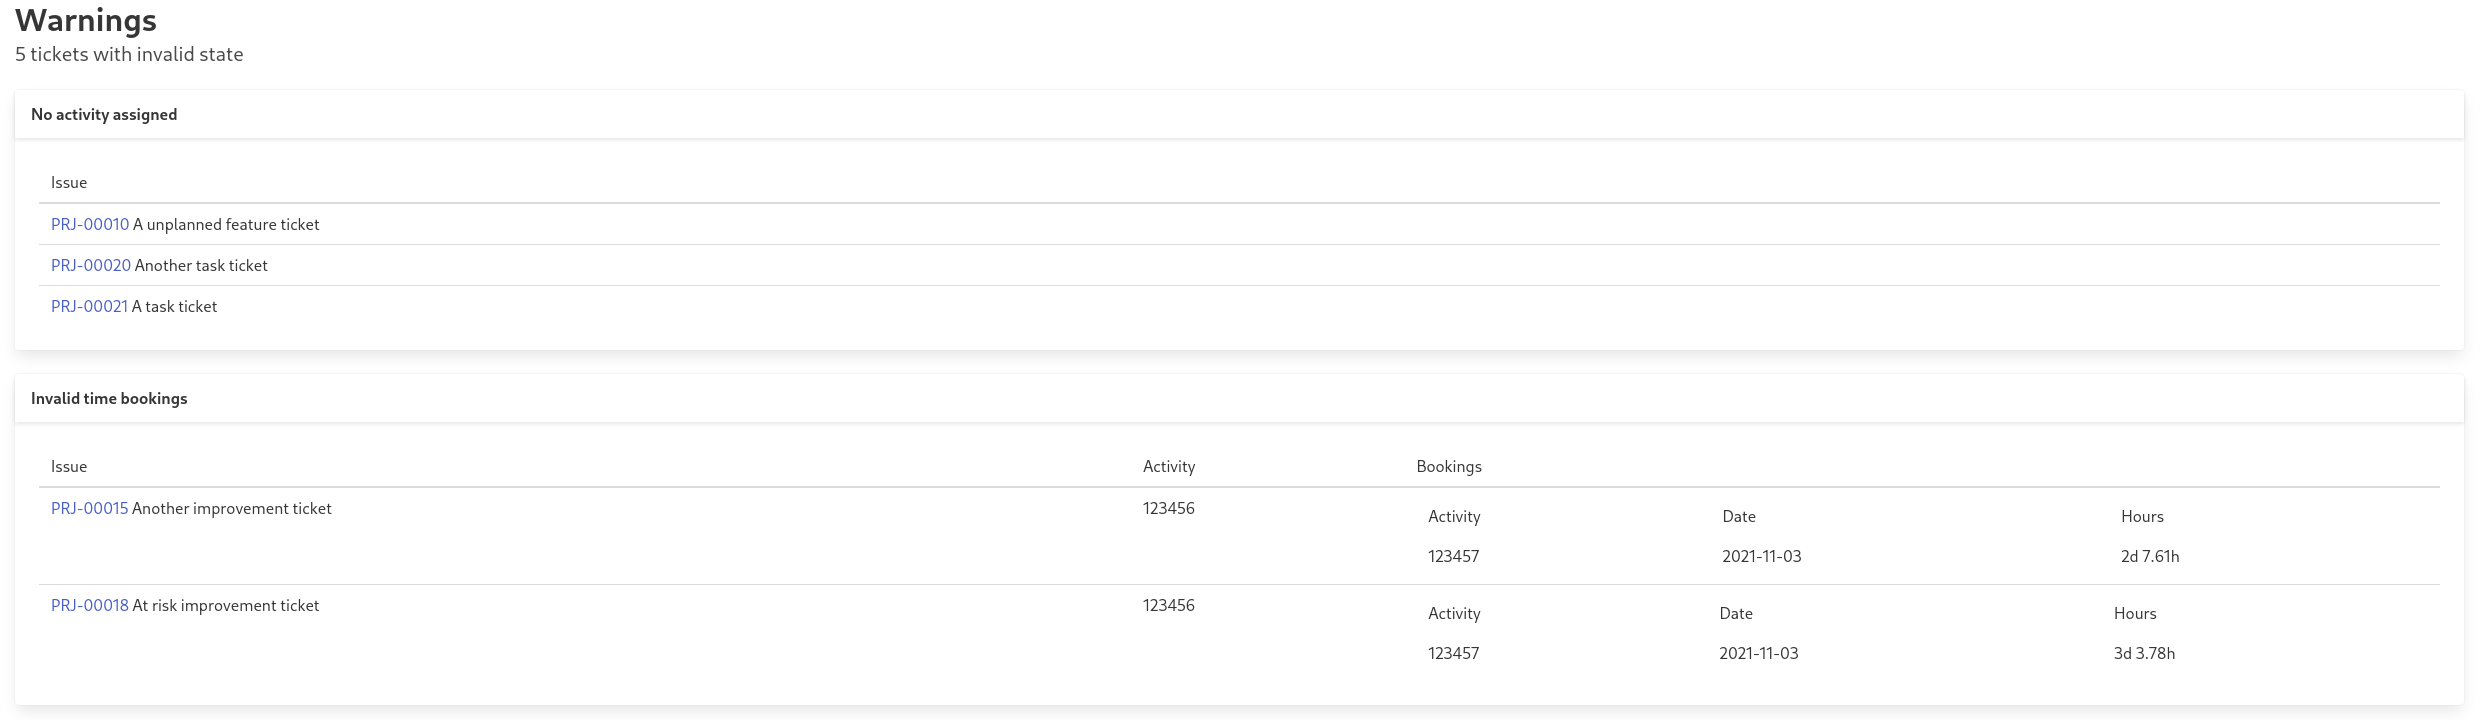 Warnings
5 tickets with invalid state
No activity assigned
Issue
PRJ-00010 A unplanned feature ticket
PRJ-00020 Another task ticket
PRJ-00021 A task ticket
Invalid time bookings
Issue Activity Bookings
PRJ-00015 Another improvement ticket 123456
Activity Date Hours
123457 2021-11-03 2d 7.61h
PRJ-00018 At risk improvement ticket 123456
Activity Date Hours
123457 2021-11-03 3d 3.78h